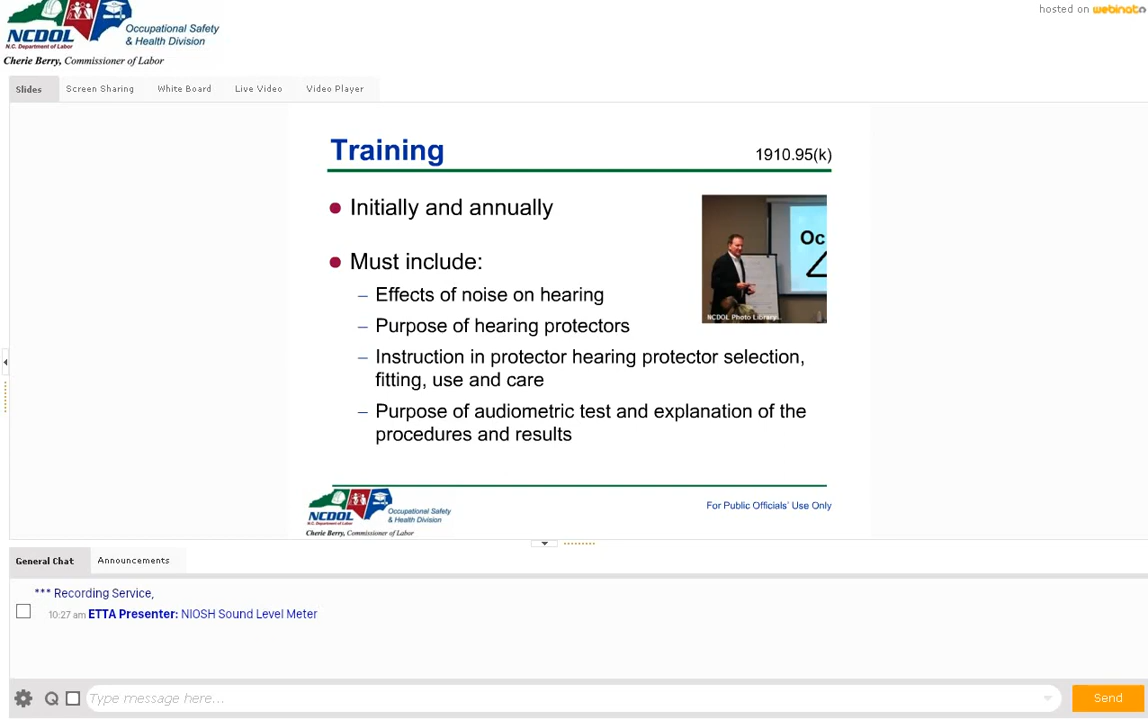 hosted on webinato
NCDOL
N.C. Department of Labor
Occupational Safety
& Health Division
Cherie Berry, Commissioner of Labor
Slides Screen Sharing White Board Live Video Video Player
Training 1910.95(k)
Initially and annually
Oc
Must include:
– Effects of noise on hearing
NCDOL Photo Library
– Purpose of hearing protectors
– Instruction in protector hearing protector selection,
fitting, use and care
– Purpose of audiometric test and explanation of the
procedures and results
NCDOL
N.C. Department of Labor
Occupational Safety
& Health Division
Cherie Berry, Commissioner of Labor
For Public Officials' Use Only
General Chat Announcements
*** Recording Service,
10:27 am ETTA Presenter: NIOSH Sound Level Meter
Q Type message here... Send